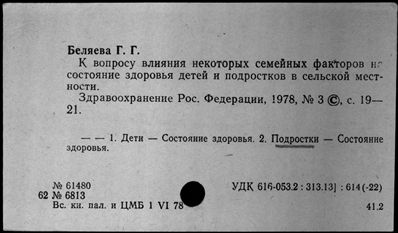 Беляева Г. Г.
К вопросу влияния некоторых семейных факторов на
состояние здоровья детей и подростков в сельской мест-
ности.
Здравоохранение Рос. Федерации, 1978, № 3 ©, с. 19—
21.
— — 1. Дети — Состояние здоровья. 2. Подростки — Состояние
здоровья.
№ 61480 УДК 616-053.2 : 313.13] : 614(-22)
62 № 6813
Вс. кн. пал. и ЦМБ 1 VI 78 41.2